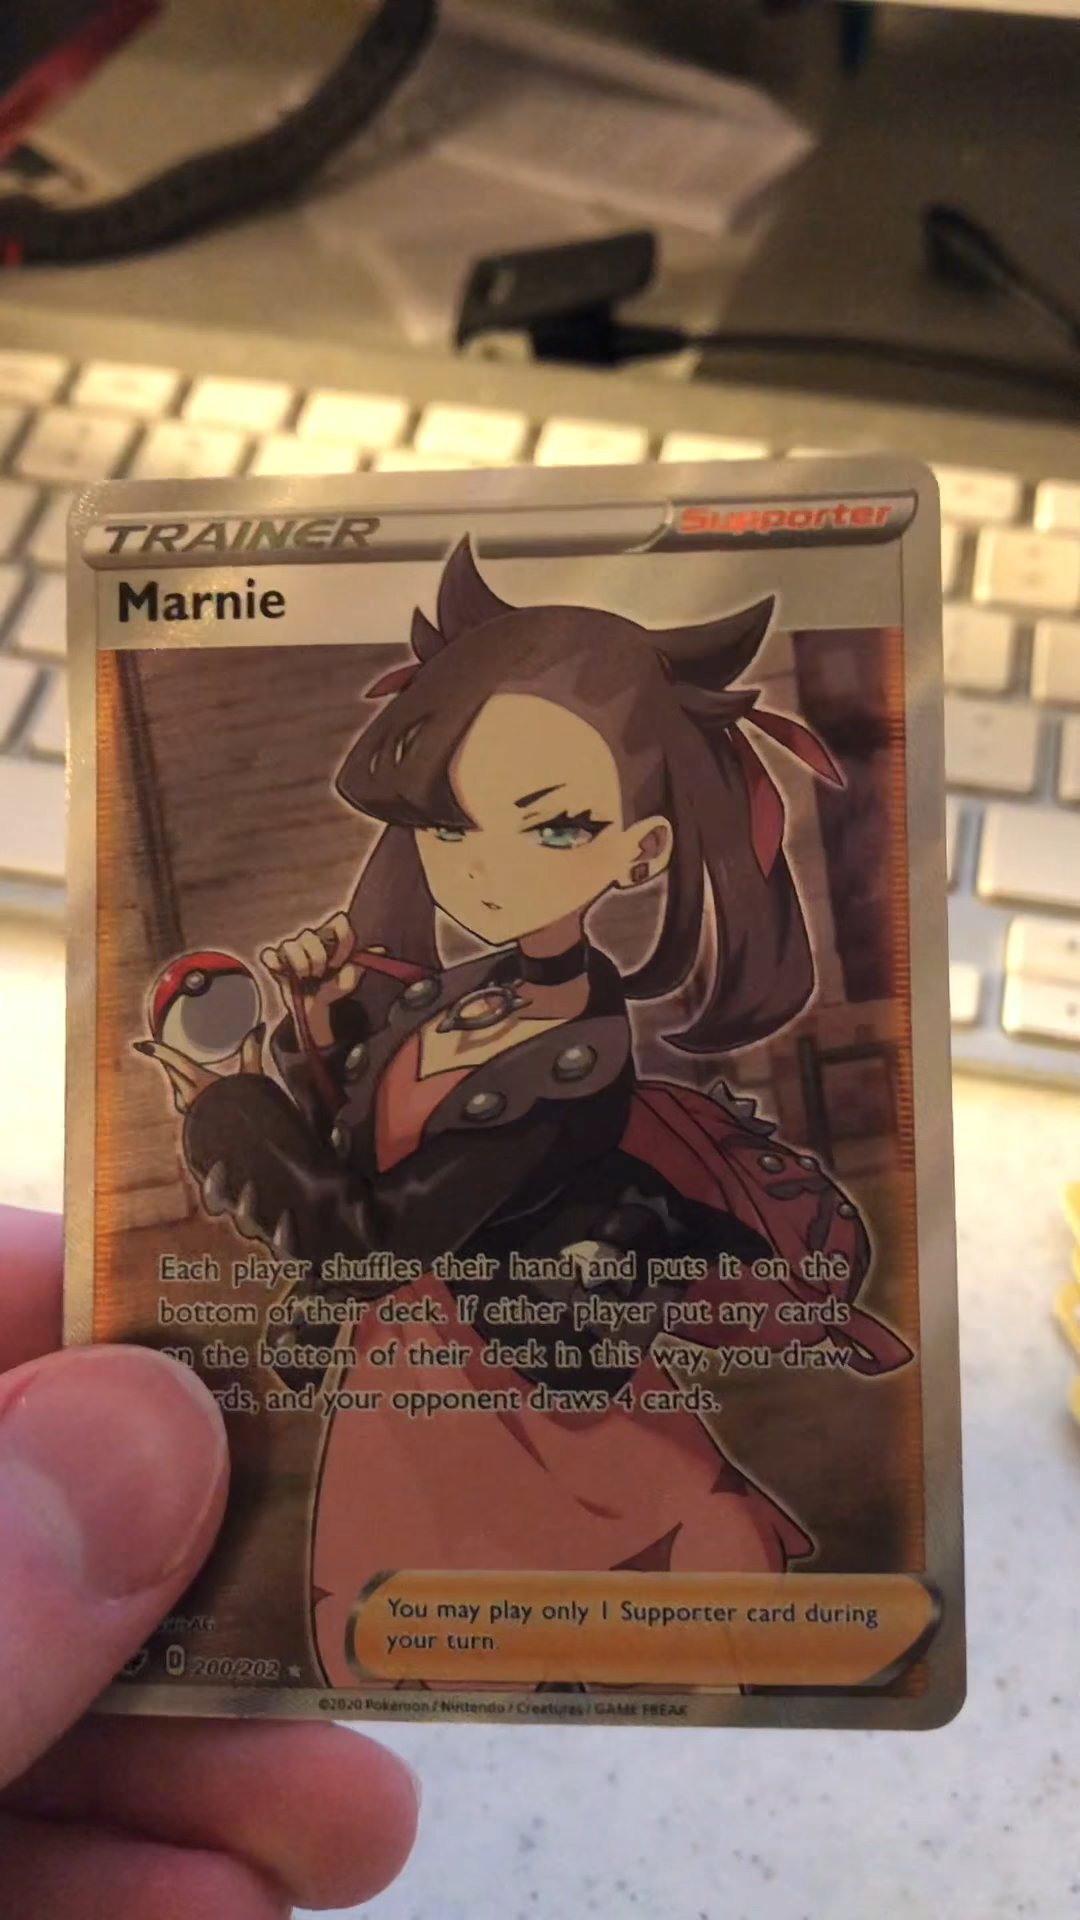 TRAINER Supporter
Marnie
Each player shuffles their hand and puts it on the
bottom of their deck. If either player put any cards
on the bottom of their deck in this way, you draw
rds, and your opponent draws 4 cards.
You may play only 1 Supporter card during
your turn.
D 200/202
©2020 Pokémon / Nintendo / Creatures / GAME FREAK